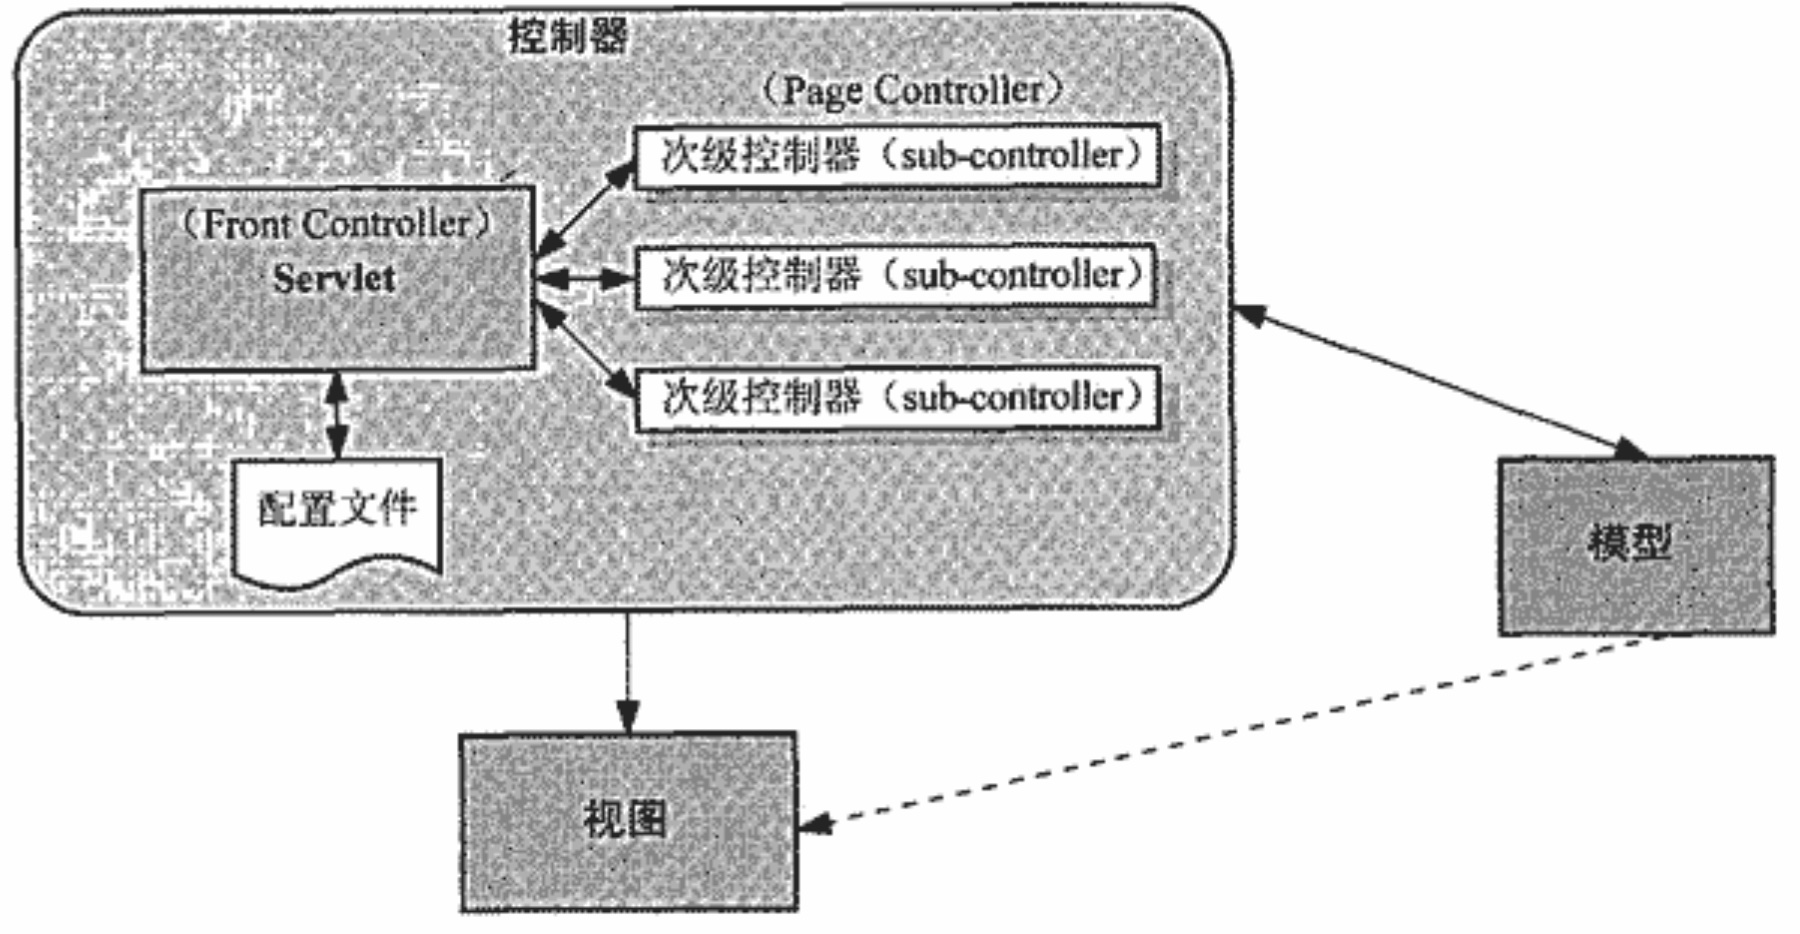 控制器
（Page Controller）
次级控制器（sub-controller）
（Front Controller）
Servlet
次级控制器（sub-controller）
次级控制器（sub-controller）
配置文件
模型
视图